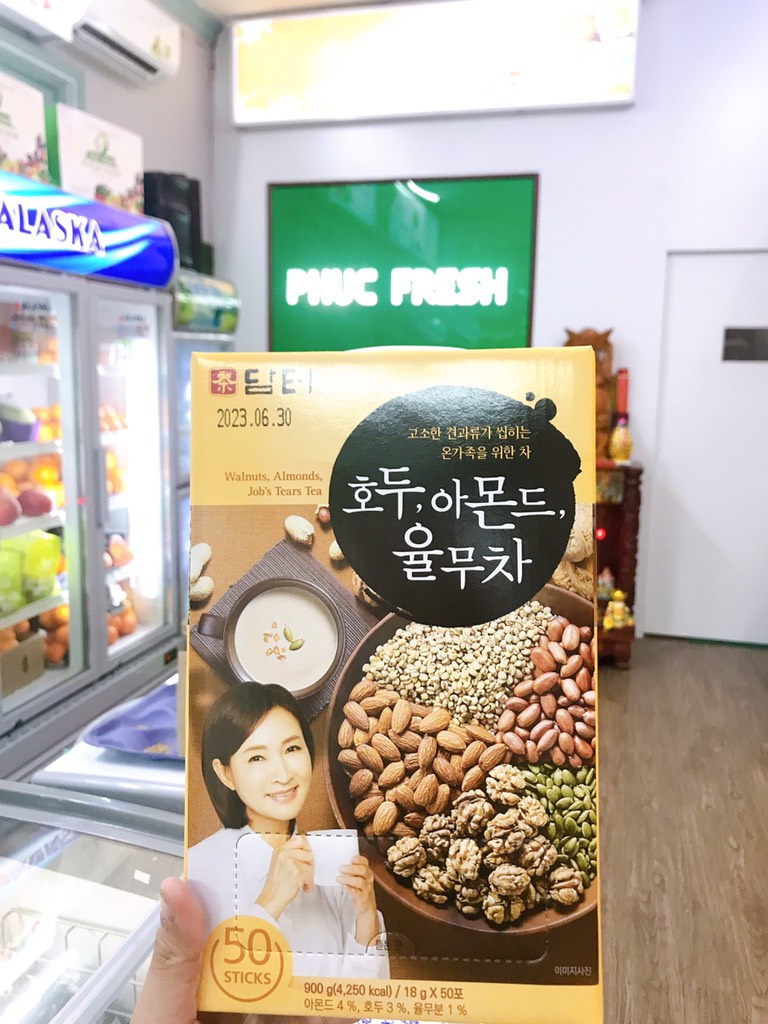 ALASKA
PHUC FRESH
茶 담터
2023.06.30
고소한 견과류가 씹히는
온가족을 위한 차
Walnuts, Almonds,
Job's Tears Tea
호두, 아몬드,
율무차
50
STICKS
900 g(4,250 kcal) / 18 g X 50포
아몬드 4 %, 호두 3 %, 율무분 1 %
이미지사진